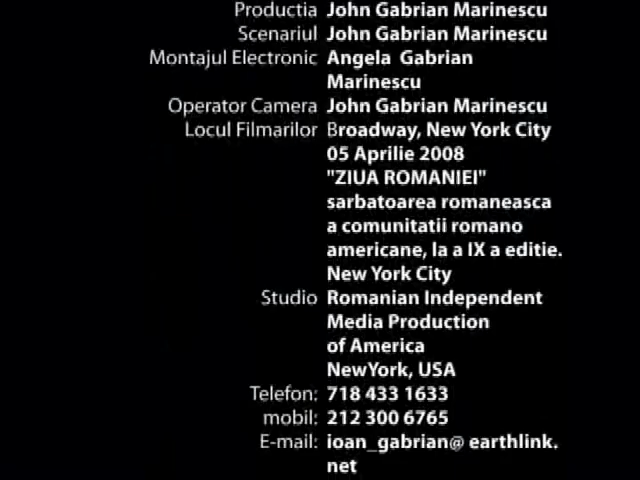 Productia John Gabrian Marinescu
Scenariul John Gabrian Marinescu
Montajul Electronic Angela Gabrian
Marinescu
Operator Camera John Gabrian Marinescu
Locul Filmarilor Broadway, New York City
05 Aprilie 2008
"ZIUA ROMANIEI"
sarbatoarea romaneasca
a comunitatii romano
americane, la a IX a editie.
New York City
Studio Romanian Independent
Media Production
of America
NewYork, USA
Telefon: 718 433 1633
mobil: 212 300 6765
E-mail: ioan_gabrian@ earthlink.
net